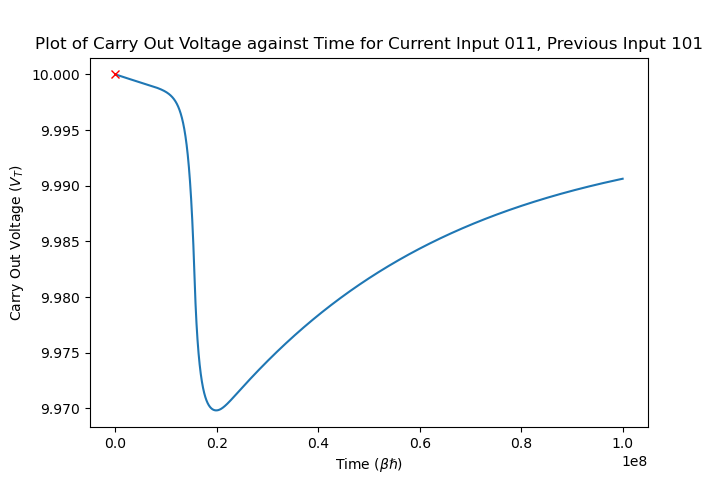 Plot of Carry Out Voltage against Time for Current Input 011, Previous Input 101
10.000
9.995
9.990
9.985
9.980
9.975
9.970
Carry Out Voltage (V_T)
0.0 0.2 0.4 0.6 0.8 1.0
1e8
Time (βℏ)